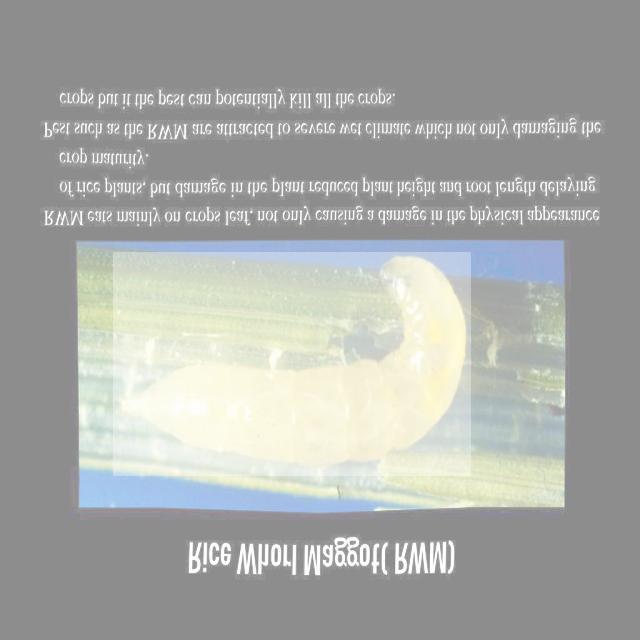 Rice Whorl Maggot( RWM)
RWM eats mainly on crops leaf, not only causing a damage in the physical appearance
of rice plants, but damage in the plant reduced plant height and root length delaying
crop maturity.
Pest such as the RWM are attracted to severe wet climate which not only damaging the
crops but it the pest can potentially kill all the crops.